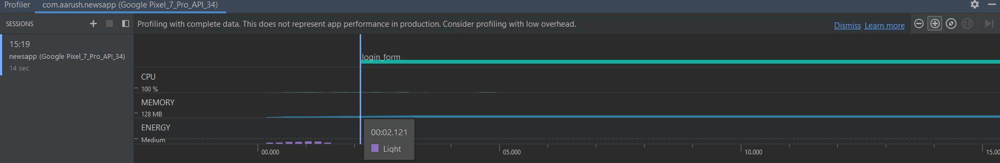 Profiler com.aarush.newsapp (Google Pixel_7_Pro_API_34)
SESSIONS
Profiling with complete data. This does not represent app performance in production. Consider profiling with low overhead.
Dismiss Learn more
15:19
newsapp (Google Pixel_7_Pro_API_34)
14 sec
login_form
CPU
100 %
MEMORY
128 MB
ENERGY
Medium
00:02.121
Light
00.000 05.000 10.000 15.00